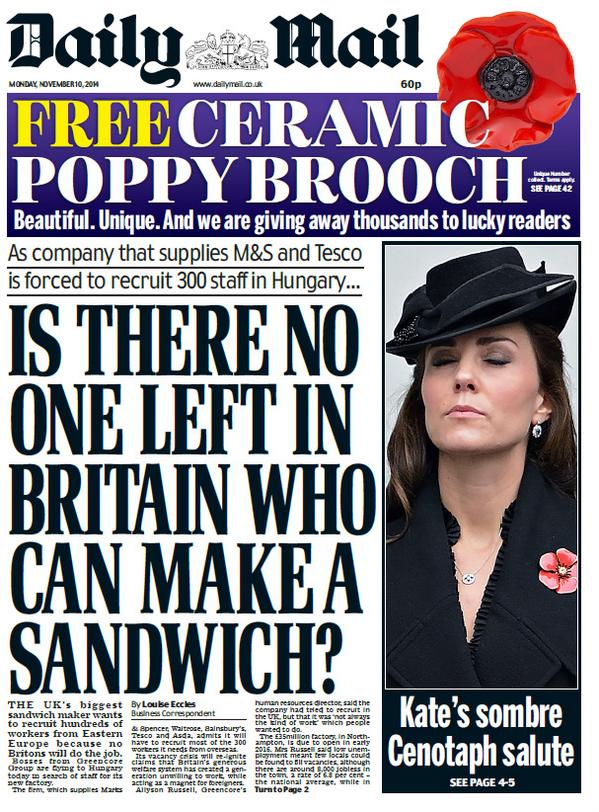 Daily Mail
MONDAY, NOVEMBER 10, 2014
www.dailymail.co.uk
60p
FREE CERAMIC
POPPY BROOCH
Unique Number
collect. Terms apply.
SEE PAGE 42
Beautiful. Unique. And we are giving away thousands to lucky readers
As company that supplies M&S and Tesco
is forced to recruit 300 staff in Hungary...
IS THERE NO
ONE LEFT IN
BRITAIN WHO
CAN MAKE A
SANDWICH?
THE UK's biggest
sandwich maker wants
to recruit hundreds of
workers from Eastern
Europe because no
Britons will do the job.
Bosses from Greencore
Group are flying to Hungary
today in search of staff for its
new factory.
The firm, which supplies Marks
By Louise Eccles
Business Correspondent
& Spencer, Waitrose, Sainsbury's,
Tesco and Asda, admits it will
have to recruit most of the 300
workers it needs from overseas.
Its vacancy crisis will re-ignite
claims that Britain's generous
welfare system has created a gen-
eration unwilling to work, while
acting as a magnet for foreigners.
Allyson Russell, Greencore's
human resources director, said the
company had tried to recruit in
the UK, but that it was 'not always
the kind of work' which people
wanted to do.
The £35million factory, in North-
ampton, is due to open in early
2016. Mrs Russell said low unem-
ployment meant few locals could
be found to fill vacancies, although
there are around 8,000 jobless in
the town, a rate of 6.8 per cent –
the national average, while in
Turn to Page 2
Kate's sombre
Cenotaph salute
SEE PAGE 4-5